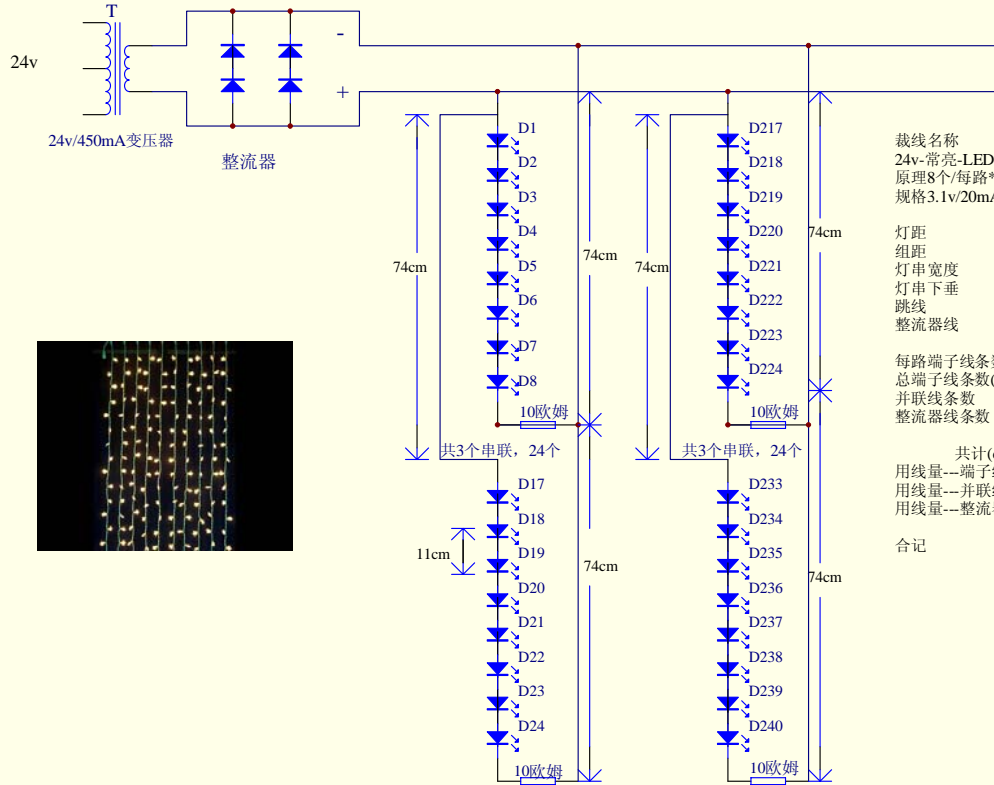 T
24v
-
+
24v/450mA变压器
整流器
D1
D2
D3
D4
D5
D6
D7
D8
10欧姆
74cm
74cm
共3个串联，24个
D17
D18
D19
D20
D21
D22
D23
D24
10欧姆
11cm
74cm
D217
D218
D219
D220
D221
D222
D223
D224
10欧姆
74cm
74cm
共3个串联，24个
D233
D234
D235
D236
D237
D238
D239
D240
10欧姆
74cm
裁线名称
24v-常亮-LED
原理8个/每路*
规格3.1v/20mA
灯距
组距
灯串宽度
灯串下垂
跳线
整流器线
每路端子线条数
总端子线条数(
并联线条数
整流器线条数
共计(
用线量---端子线
用线量---并联线
用线量---整流
合记